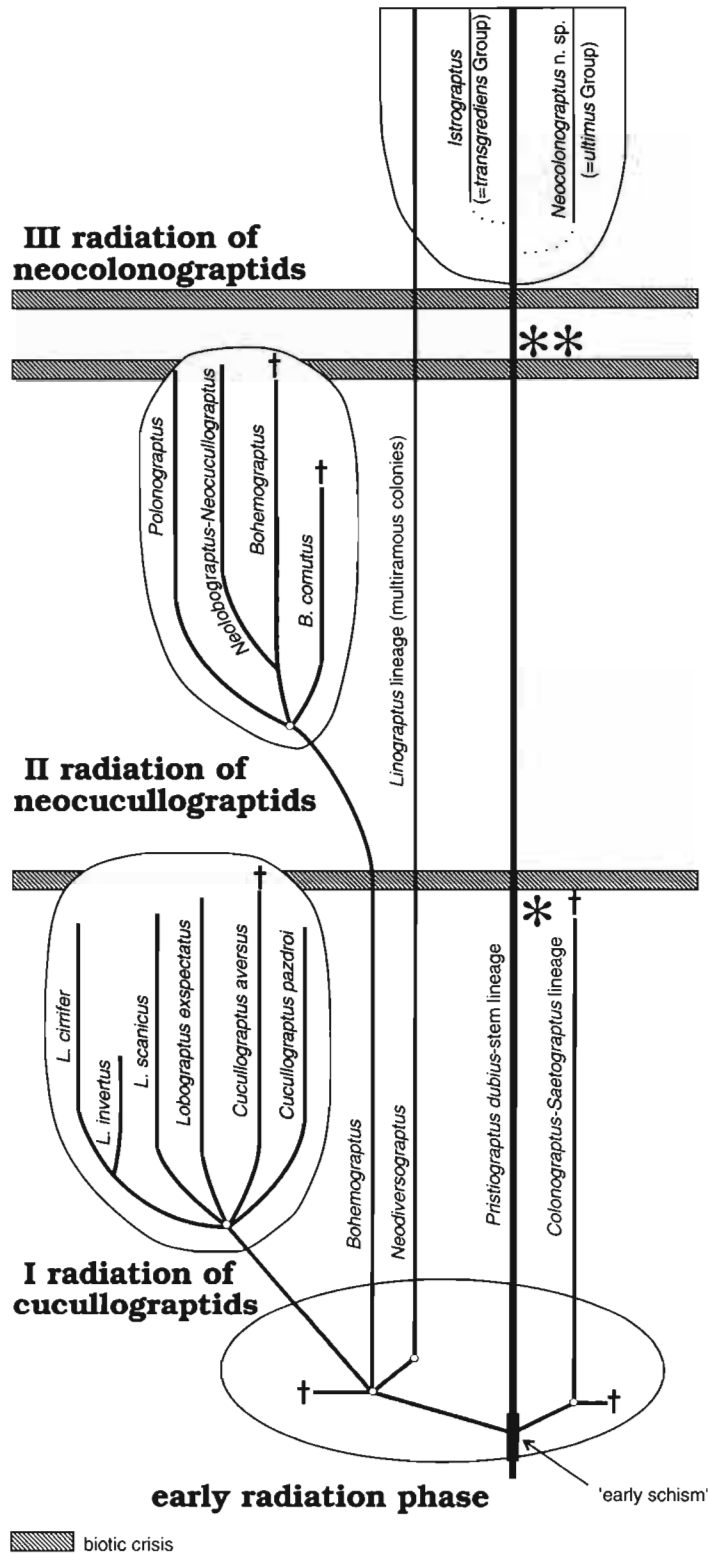 Istrograptus
(=transgrediens Group)
Neocolonograptus n. sp.
(=ultimus Group)
III radiation of
neocolonograptids
**
†
†
Polonograptus
Neolobograptus-Neocucullograptus
Bohemograptus
B. cornutus
Linograptus lineage (multiramous colonies)
II radiation of
neocucullograptids
†
*
†
L. cirrifer
L. invertus
L. scanicus
Lobograptus exspectatus
Cucullograptus aversus
Cucullograptus pazdroi
Bohemograptus
Neodiversograptus
Pristiograptus dubius-stem lineage
Colonograptus-Saetograptus lineage
I radiation of
cucullograptids
†
†
early radiation phase
'early schism'
biotic crisis